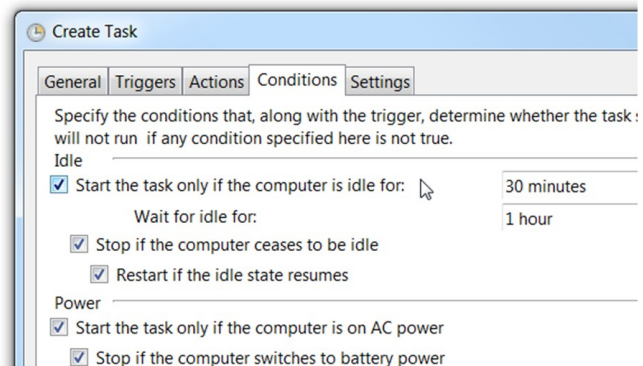 Create Task
General Triggers Actions Conditions Settings
Specify the conditions that, along with the trigger, determine whether the task
will not run if any condition specified here is not true.
Idle
Start the task only if the computer is idle for: 30 minutes
Wait for idle for: 1 hour
Stop if the computer ceases to be idle
Restart if the idle state resumes
Power
Start the task only if the computer is on AC power
Stop if the computer switches to battery power